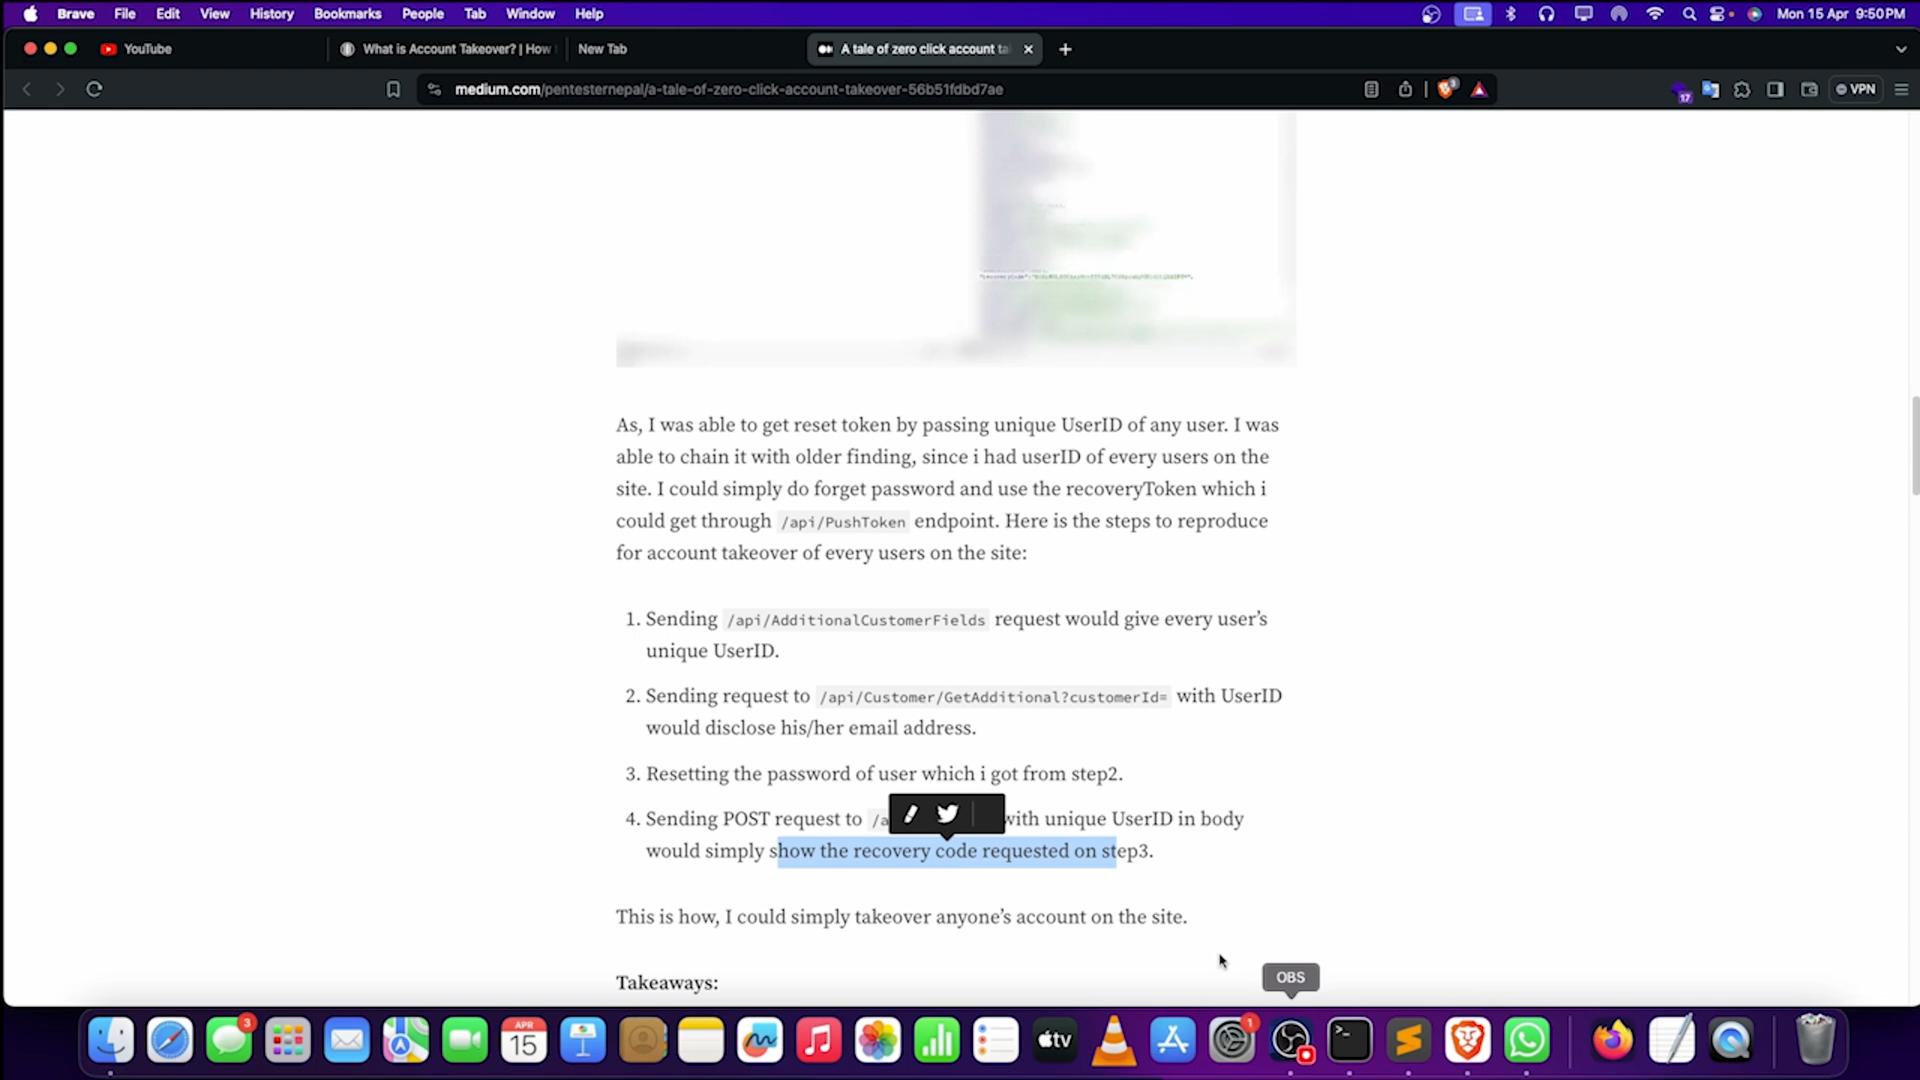 Brave File Edit View History Bookmarks People Tab Window Help Mon 15 Apr 9:50PM
YouTube What is Account Takeover? | How New Tab A tale of zero click account ta
medium.com/pentesternepal/a-tale-of-zero-click-account-takeover-56b51fdbd7ae 3 17 VPN
As, I was able to get reset token by passing unique UserID of any user. I was
able to chain it with older finding, since i had userID of every users on the
site. I could simply do forget password and use the recoveryToken which i
could get through /api/PushToken endpoint. Here is the steps to reproduce
for account takeover of every users on the site:
1. Sending /api/AdditionalCustomerFields request would give every user’s
unique UserID.
2. Sending request to /api/Customer/GetAdditional?customerId= with UserID
would disclose his/her email address.
3. Resetting the password of user which i got from step2.
4. Sending POST request to /a with unique UserID in body
would simply show the recovery code requested on step3.
This is how, I could simply takeover anyone’s account on the site.
Takeaways:
OBS
3 APR 15 tv 1